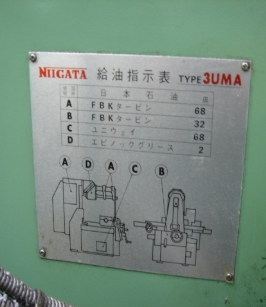 NIIGATA 給油指示表 TYPE 3UMA
日本石油
A FBKタービン 68
B FBKタービン 32
C ユニウェイ 68
D エピノックグリース 2
A D A C B